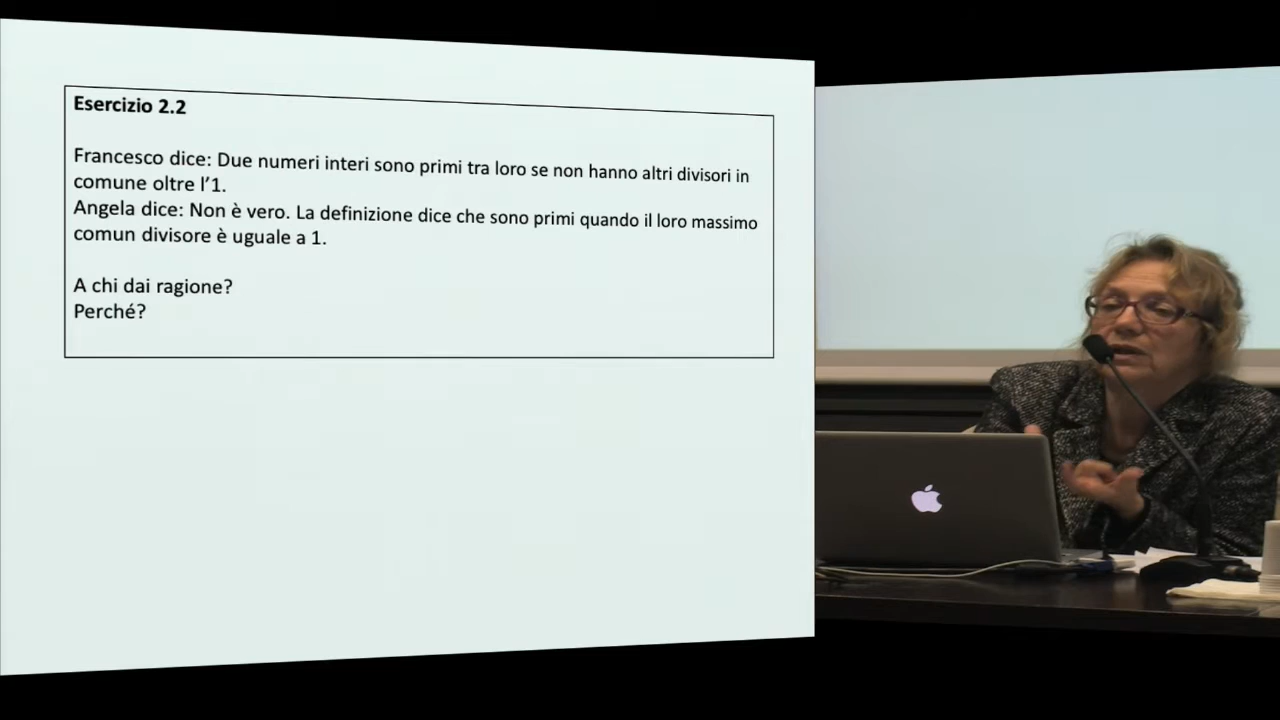 Esercizio 2.2
Francesco dice: Due numeri interi sono primi tra loro se non hanno altri divisori in
comune oltre l'1.
Angela dice: Non è vero. La definizione dice che sono primi quando il loro massimo
comun divisore è uguale a 1.
A chi dai ragione?
Perché?